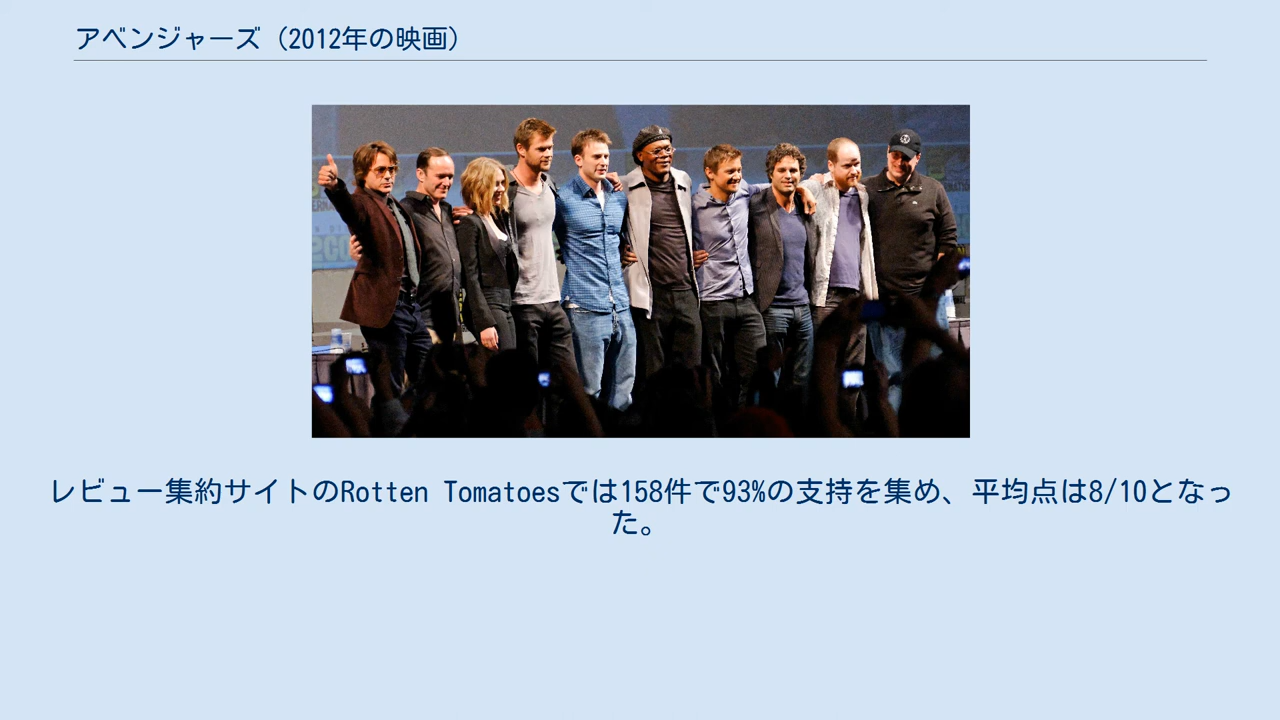 アベンジャーズ（2012年の映画）
レビュー集約サイトのRotten Tomatoesでは158件で93%の支持を集め、平均点は8/10となっ
た。